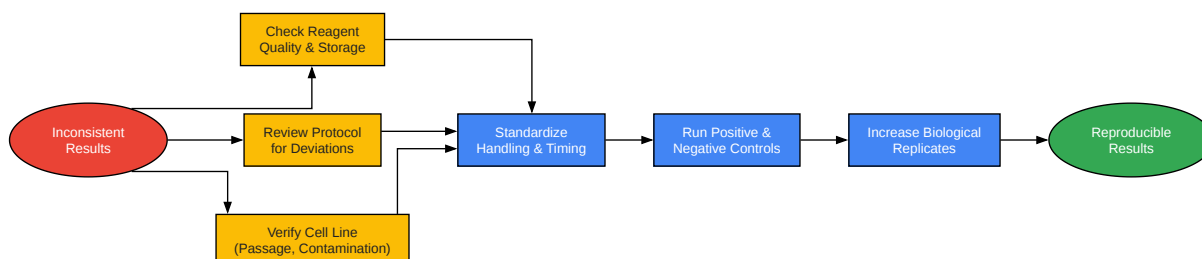 Check Reagent
Quality & Storage
Inconsistent
Results
Review Protocol
for Deviations
Standardize
Handling & Timing
Run Positive &
Negative Controls
Increase Biological
Replicates
Reproducible
Results
Verify Cell Line
(Passage, Contamination)